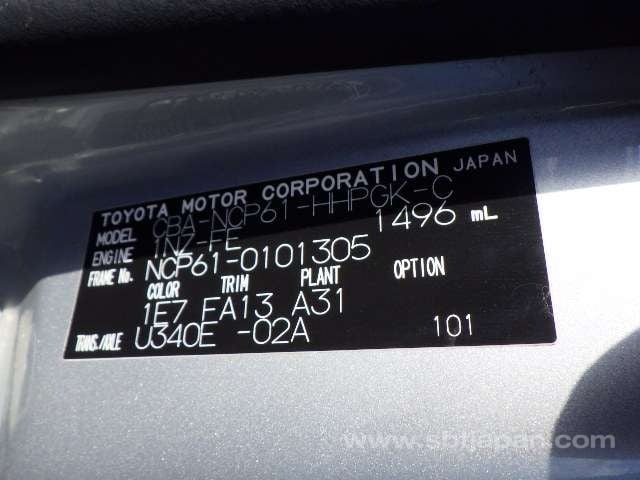 TOYOTA MOTOR CORPORATION JAPAN
MODEL CBA-NCP61-HHPGK-C
ENGINE 1NZ-FE 1496 mL
FRAME No. NCP61-0101305
COLOR TRIM PLANT OPTION
1E7 FA13 A31
TRANS./AXLE U340E -02A 101
www.sbtjapan.com